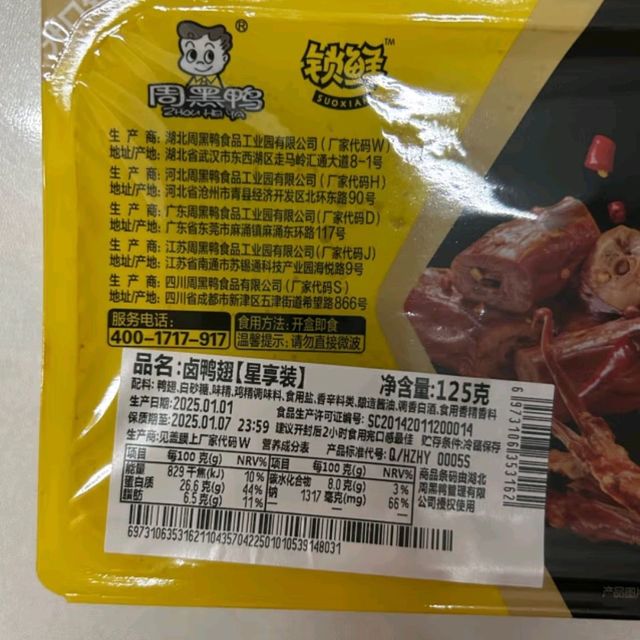 周黑鸭
ZHOU HEI YA
®
锁鲜
TM
生产商:湖北周黑鸭食品工业园有限公司(厂家代码W)
地址/产地:湖北省武汉市东西湖区走马岭汇通大道8-1号
生产商:河北周黑鸭食品工业园有限公司(厂家代码H)
地址/产地:河北省沧州市青县经济开发区北环东路90号
生产商:广东周黑鸭食品工业园有限公司(厂家代码D)
地址/产地:广东省东莞市麻涌镇麻涌东环路117号
生产商:江苏周黑鸭食品工业园有限公司(厂家代码J)
地址/产地:江苏省南通市苏锡通科技产业园海悦路9号
生产商:四川周黑鸭食品有限公司(厂家代码S)
地址/产地:四川省成都市新津区五津街道希望路866号
服务电话:
400-1717-917
食用方法:开盒即食
温馨提示:请勿直接微波
品名:卤鸭翅【星享装】
净含量:125克
配料:鸭翅,白砂糖,味精,鸡精调味料,食用盐,香辛料类,酿造酱油,调香白酒,食用香精香料
生产日期:2025.01.01
食品生产许可证编号:SC20142011200014
保质期至:2025.01.07 23:59
建议开封后2小时食用完口感最佳 贮存条件:冷藏保存
生产商:见盖膜上厂家代码W
营养成分表
产品标准代号:Q/HZHY 0005S
项目 每100克(g) NRV% 项目 每100克(g) NRV%
能量 829千焦(kJ) 10% 碳水化合物 8.0克(g) 3%
蛋白质 26.6克(g) 44% 钠 1317毫克(mg) 66%
脂肪 6.5克(g) 11%
商品条码由湖北
周黑鸭管理有限
公司授权使用
6973106353162
6973106353162110435704225010101053914803​1